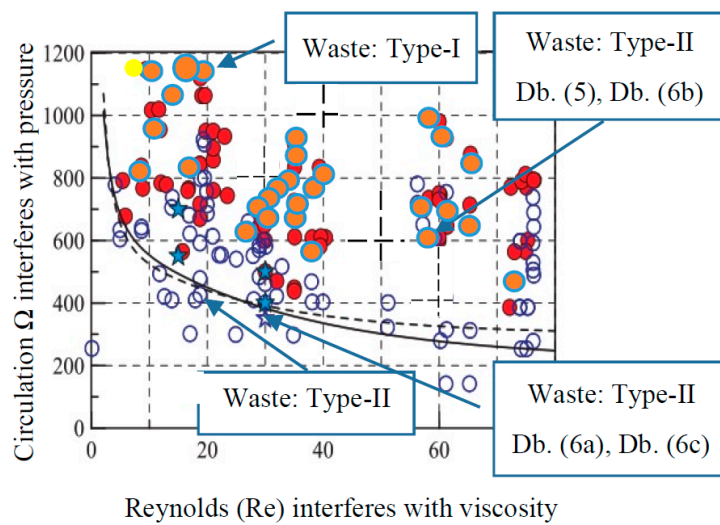 Circulation Ω interferes with pressure
1200
1000
800
600
400
200
0
0
20
40
60
Reynolds (Re) interferes with viscosity
Waste: Type-I
Waste: Type-II
Db. (5), Db. (6b)
Waste: Type-II
Waste: Type-II
Db. (6a), Db. (6c)